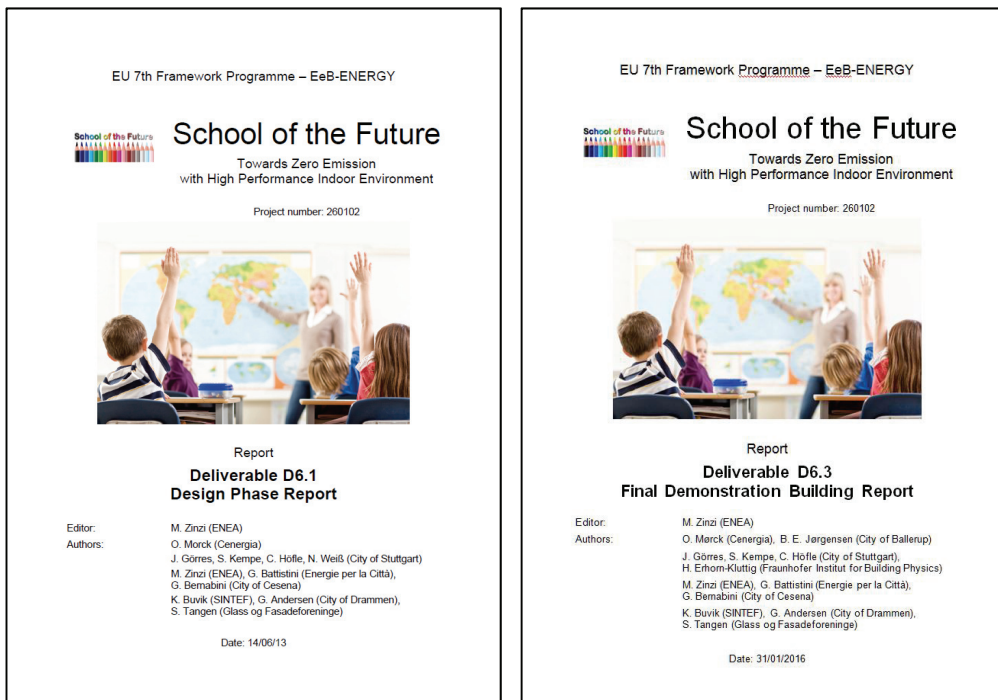 EU 7th Framework Programme – EeB-ENERGY
School of the Future
School of the Future
Towards Zero Emission
with High Performance Indoor Environment
Project number: 260102
Report
Deliverable D6.1
Design Phase Report
Editor: M. Zinzi (ENEA)
Authors: O. Morck (Cenergia)
J. Görres, S. Kempe, C. Höfle, N. Weiß (City of Stuttgart)
M. Zinzi (ENEA), G. Battistini (Energie per la Città),
G. Bernabini (City of Cesena)
K. Buvik (SINTEF), G. Andersen (City of Drammen),
S. Tangen (Glass og Fasadeforeninge)
Date: 14/06/13
EU 7th Framework Programme – EeB-ENERGY
School of the Future
School of the Future
Towards Zero Emission
with High Performance Indoor Environment
Project number: 260102
Report
Deliverable D6.3
Final Demonstration Building Report
Editor: M. Zinzi (ENEA)
Authors: O. Mørck (Cenergia), B. E. Jørgensen (City of Ballerup)
J. Görres, S. Kempe, C. Höfle (City of Stuttgart),
H. Erhorn-Kluttig (Fraunhofer Institut for Building Physics)
M. Zinzi (ENEA), G. Battistini (Energie per la Città),
G. Bernabini (City of Cesena)
K. Buvik (SINTEF), G. Andersen (City of Drammen),
S. Tangen (Glass og Fasadeforeninge)
Date: 31/01/2016